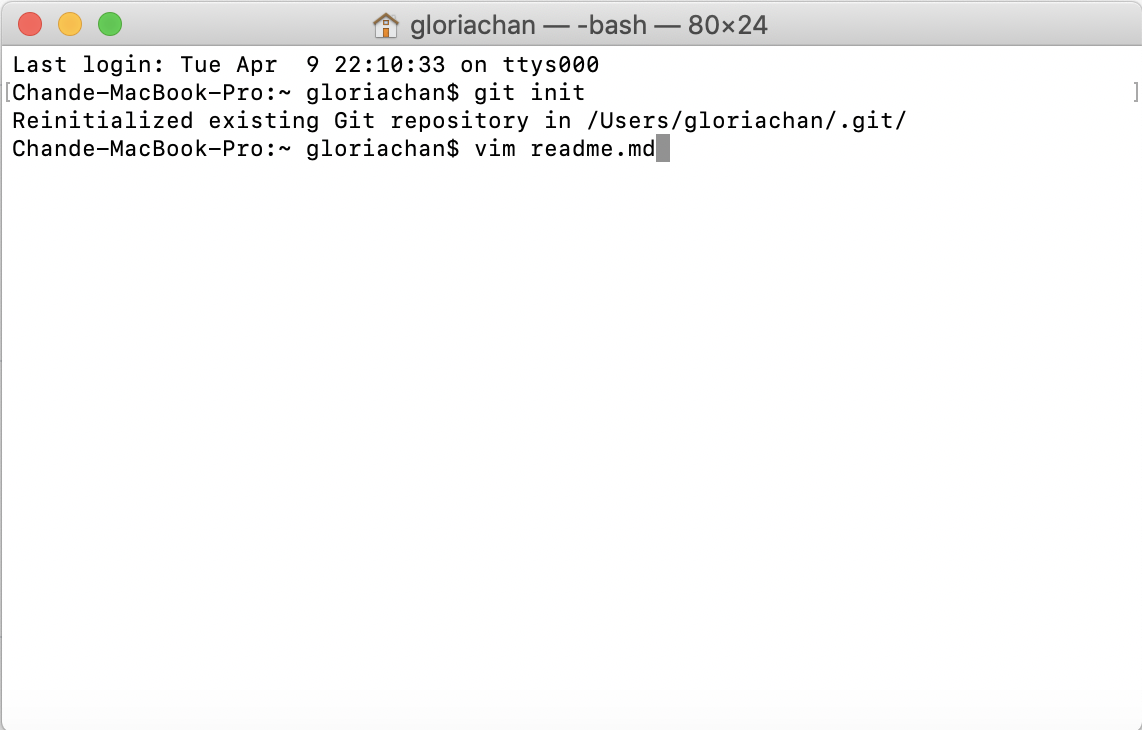 gloriachan — -bash — 80×24
Last login: Tue Apr  9 22:10:33 on ttys000
[Chande-MacBook-Pro:~ gloriachan$ git init ]
Reinitialized existing Git repository in /Users/gloriachan/.git/
Chande-MacBook-Pro:~ gloriachan$ vim readme.md